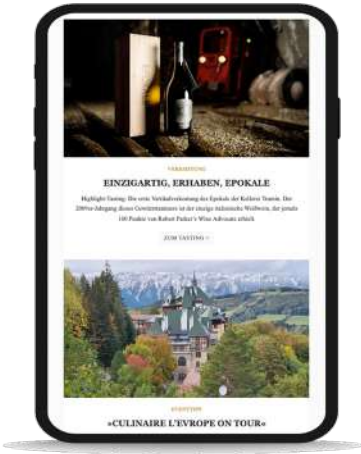 VERKOSTUNG
EINZIGARTIG, ERHABEN, EPOKALE
Highlight-Tasting: Die erste Vertikalverkostung des Epokale der Kellerei Tramin. Der
2009er-Jahrgang dieses Gewürztraminers ist der einzige italienische Weißwein, der jemals
100 Punkte von Robert Parker's Wine Advocate erhielt.
ZUM TASTING >
EVENTTIPP
»CULINAIRE L'EVROPE ON TOUR«